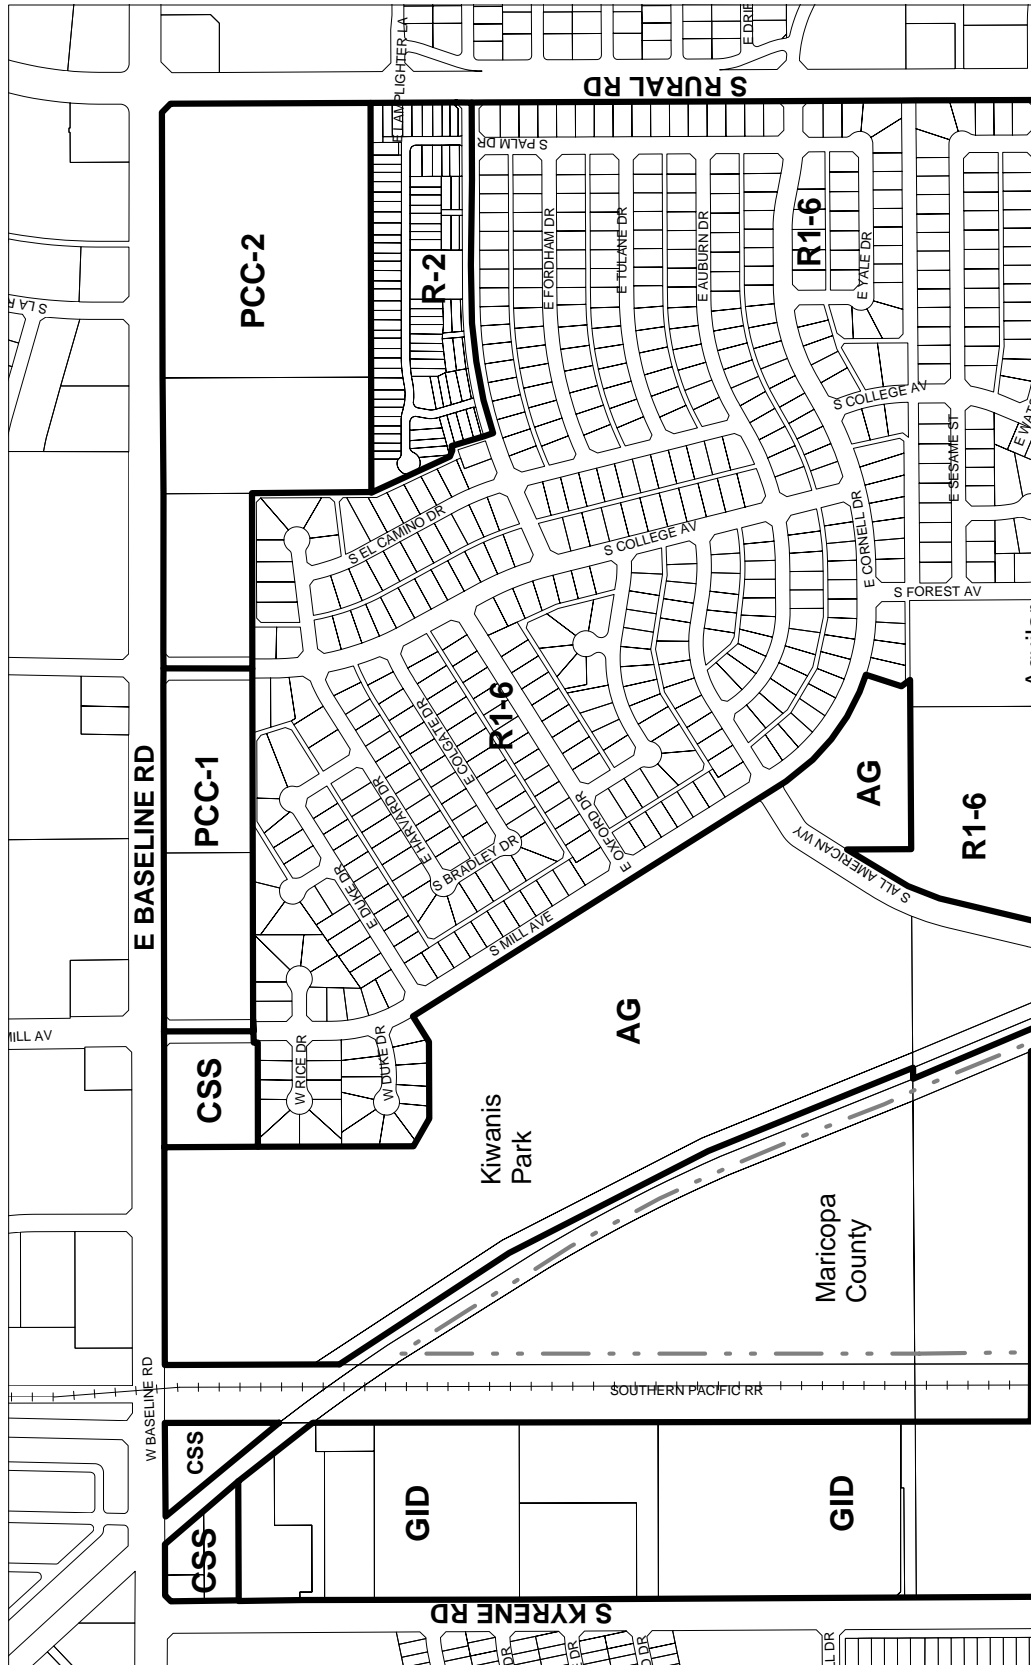 E LAMPLIGHTER LA
S RURAL RD
S PALM DR
PCC-2
R-2
E FORDHAM DR
E TULANE DR
E AUBURN DR
R1-6
E YALE DR
S COLLEGE AV
E SESAME ST
S EL CAMINO DR
S COLLEGE AV
E CORNELL DR
S FOREST AV
E BASELINE RD
PCC-1
R1-6
E COLGATE DR
E HARVARD DR
S BRADLEY DR
E DUKE DR
E OXFORD DR
S MILL AVE
AG
R1-6
S ALL AMERICAN WY
AG
CSS
W RICE DR
W DUKE DR
Kiwanis
Park
Maricopa
County
W BASELINE RD
SOUTHERN PACIFIC RR
CSS
CSS
GID
GID
S KYRENE RD